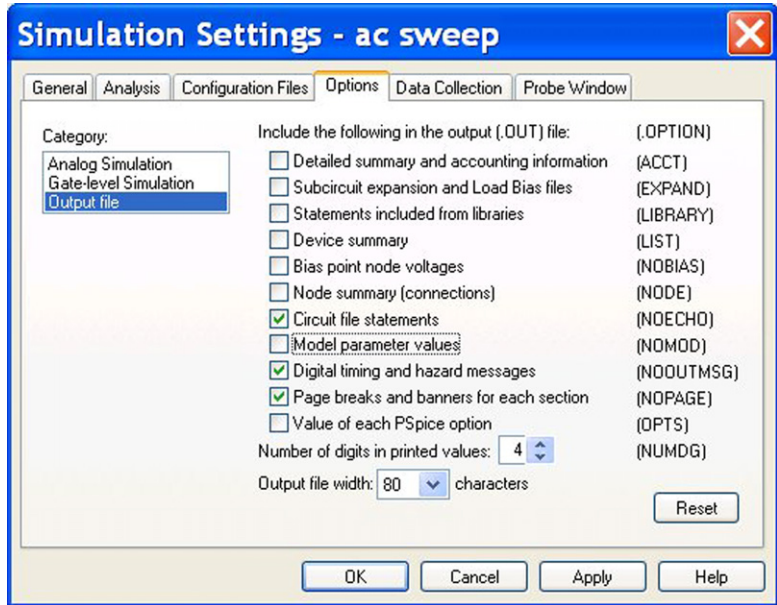 Simulation Settings - ac sweep
General Analysis Configuration Files Options Data Collection Probe Window
Category:
Analog Simulation
Gate-level Simulation
Output file
Include the following in the output (.OUT) file: (.OPTION)
Detailed summary and accounting information (ACCT)
Subcircuit expansion and Load Bias files (EXPAND)
Statements included from libraries (LIBRARY)
Device summary (LIST)
Bias point node voltages (NOBIAS)
Node summary (connections) (NODE)
Circuit file statements (NOECHO)
Model parameter values (NOMOD)
Digital timing and hazard messages (NOOUTMSG)
Page breaks and banners for each section (NOPAGE)
Value of each PSpice option (OPTS)
Number of digits in printed values: 4 (NUMDG)
Output file width: 80 characters
Reset
OK Cancel Apply Help